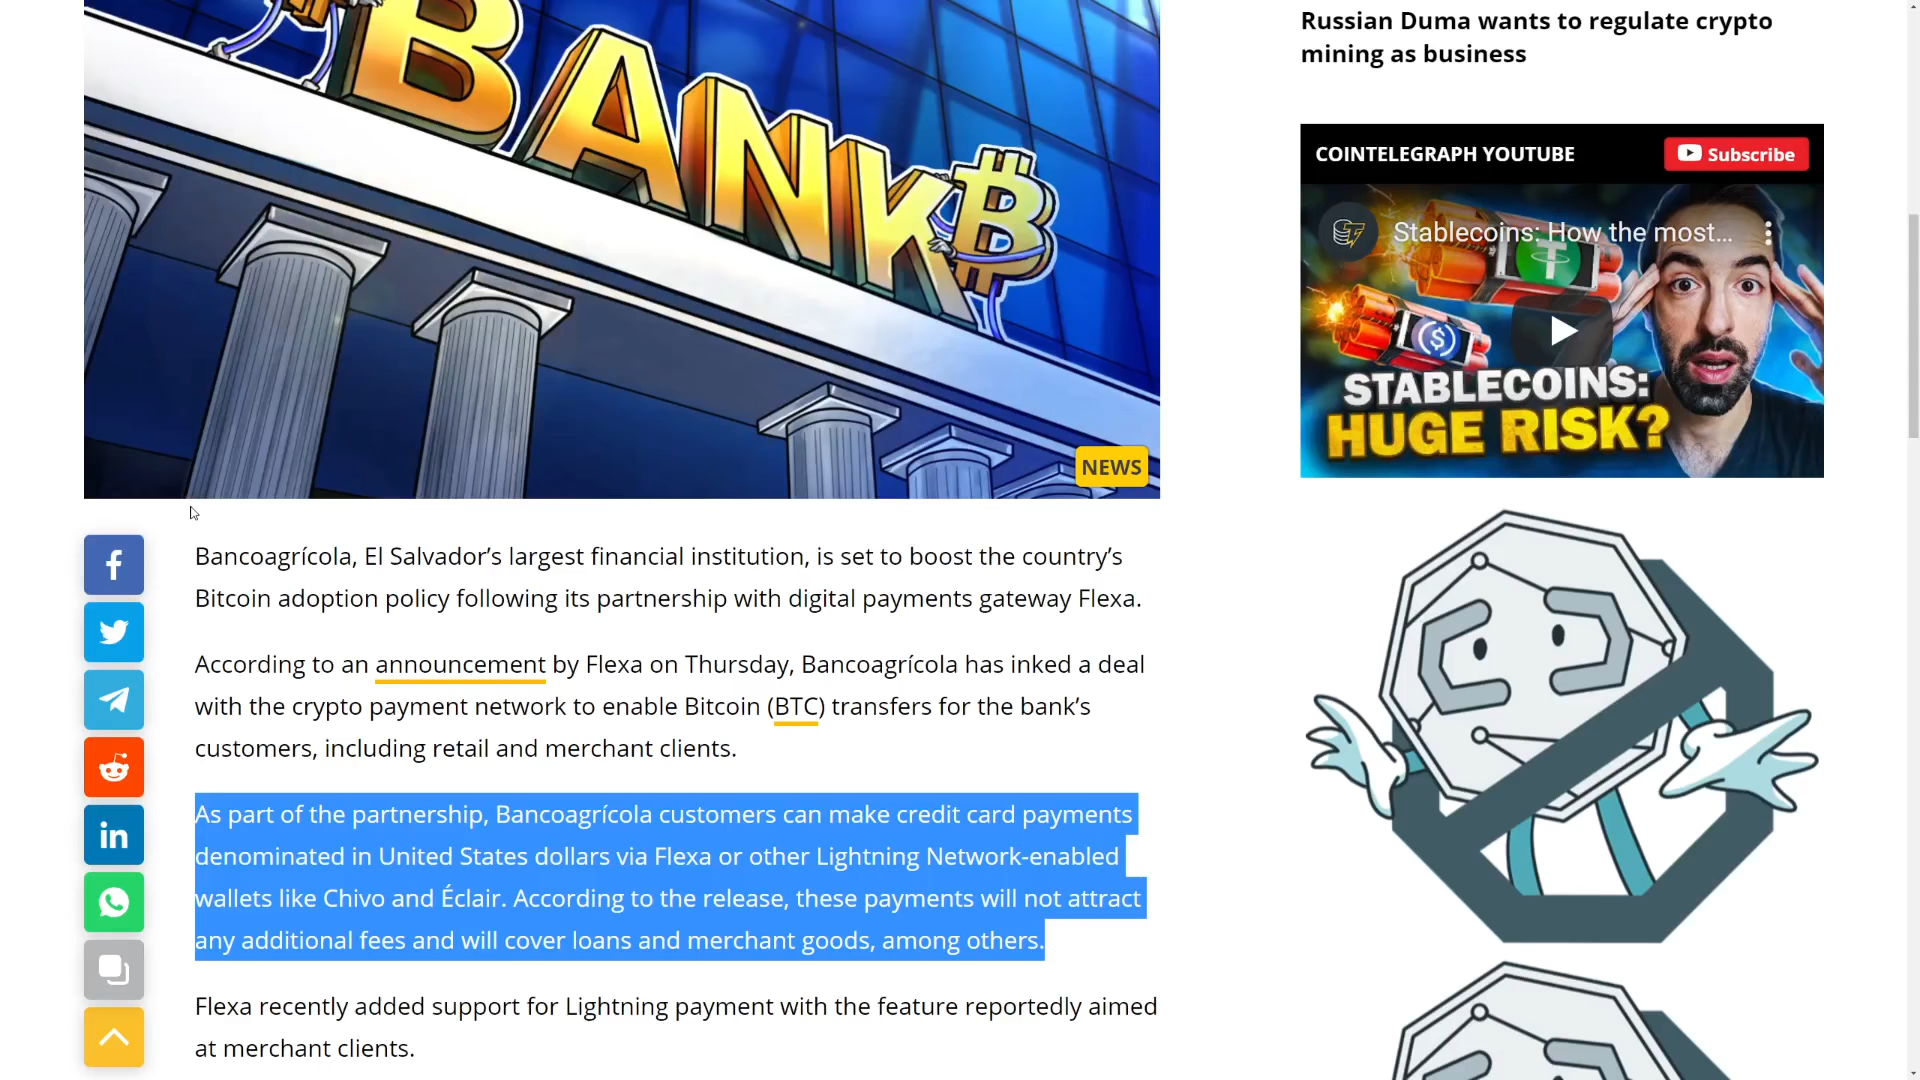 BANK
NEWS
Bancoagrícola, El Salvador’s largest financial institution, is set to boost the country’s
Bitcoin adoption policy following its partnership with digital payments gateway Flexa.
According to an announcement by Flexa on Thursday, Bancoagrícola has inked a deal
with the crypto payment network to enable Bitcoin (BTC) transfers for the bank’s
customers, including retail and merchant clients.
As part of the partnership, Bancoagrícola customers can make credit card payments
denominated in United States dollars via Flexa or other Lightning Network-enabled
wallets like Chivo and Éclair. According to the release, these payments will not attract
any additional fees and will cover loans and merchant goods, among others.
Flexa recently added support for Lightning payment with the feature reportedly aimed
at merchant clients.
Russian Duma wants to regulate crypto
mining as business
COINTELEGRAPH YOUTUBE
Subscribe
Stablecoins: How the most...
STABLECOINS:
HUGE RISK?